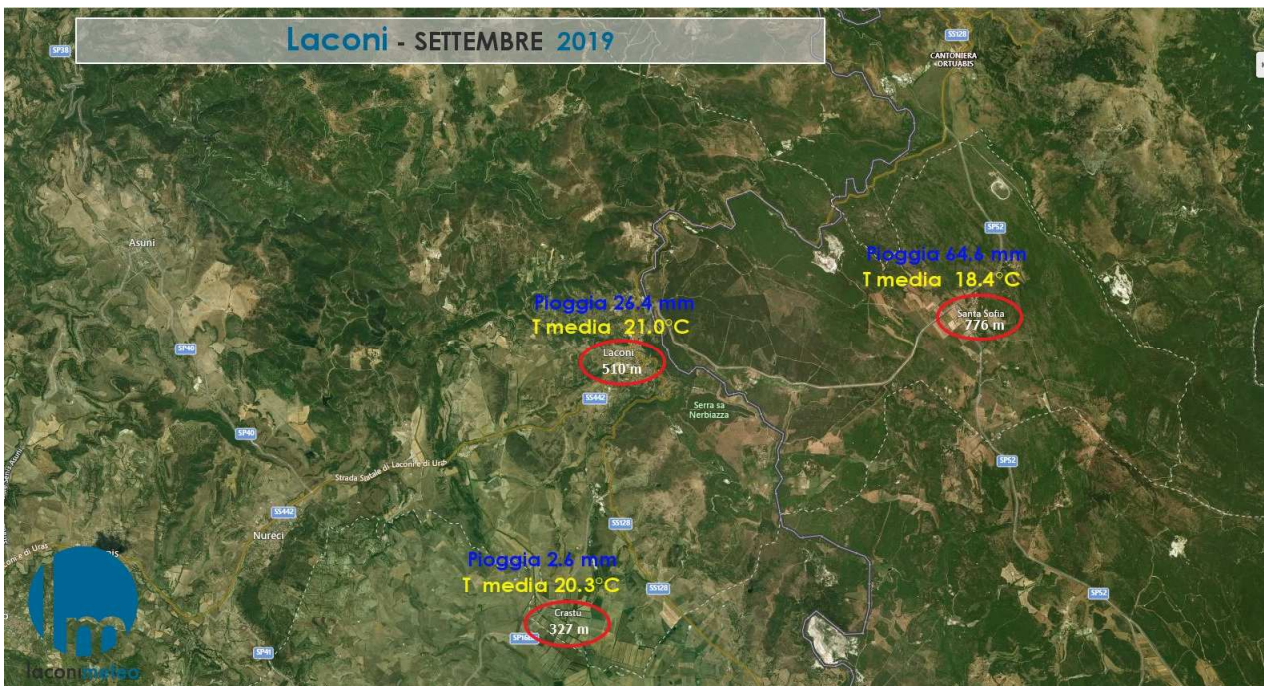 Laconi - SETTEMBRE 2019
SP38
SS128
CANTONIERA
ORTUABIS
SP52
Asuni
Pioggia 64.6 mm
T media 18.4°C
Santa Sofia
776 m
Pioggia 26.4 mm
T media 21.0°C
Laconi
510 m
SP40
SS442
Serra sa
Nerbiazza
SP40
Strada Statale di Laconi e di Uras
SP52
SS442
Nureci
SS128
Pioggia 2.6 mm
T media 20.3°C
Crastu
327 m
SS128
SP52
SP41
laconimeteo